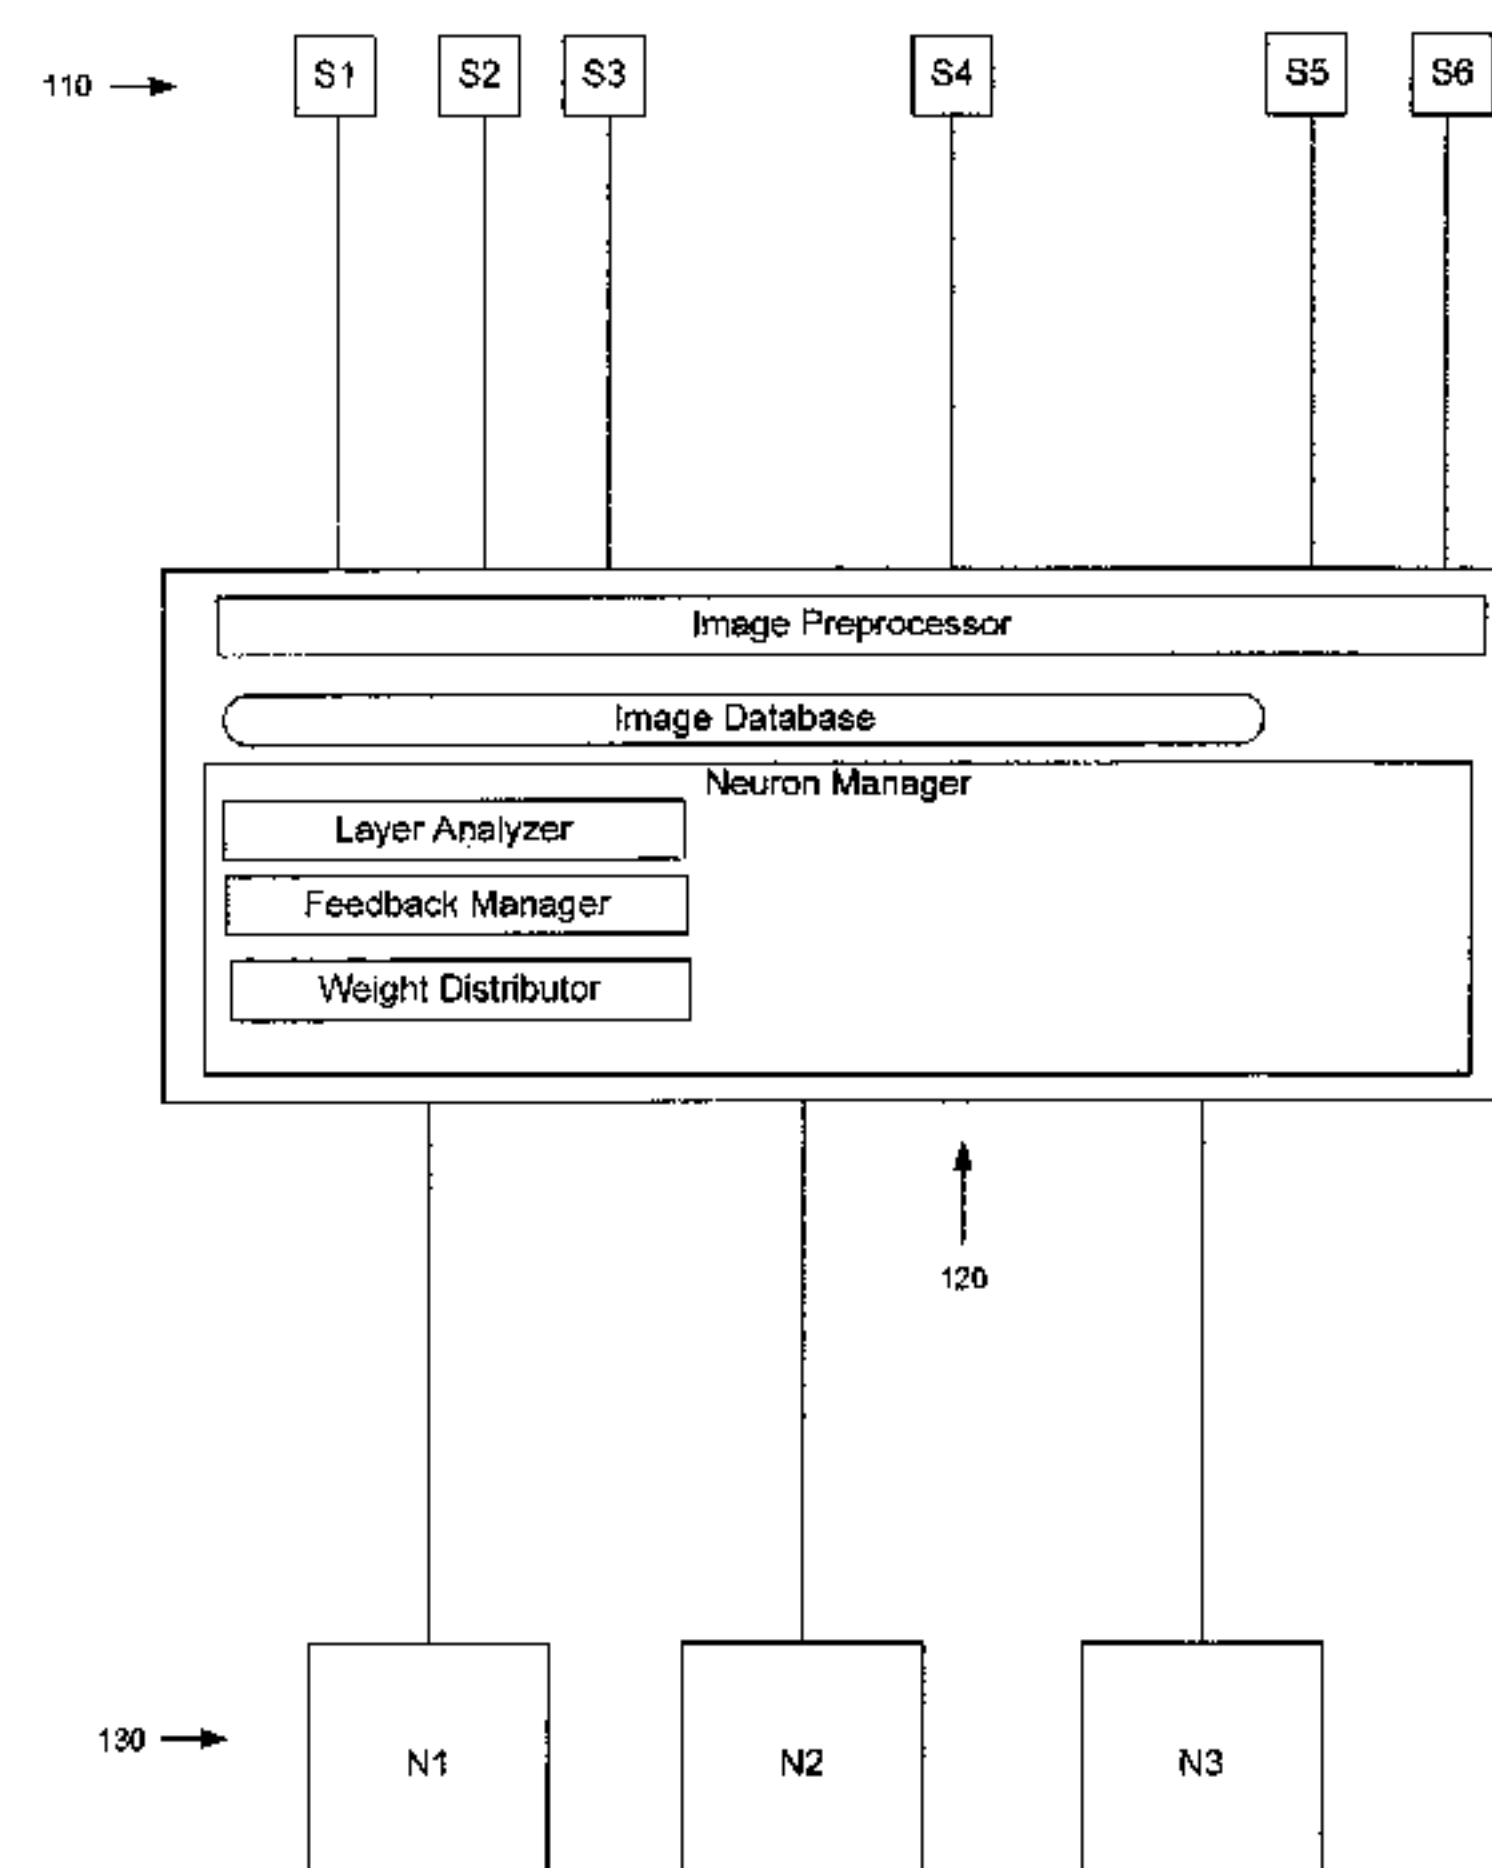 110 S1 S2 S3 S4 S5 S6
Image Preprocessor
Image Database
Neuron Manager
Layer Analyzer
Feedback Manager
Weight Distributor
120
130 N1 N2 N3